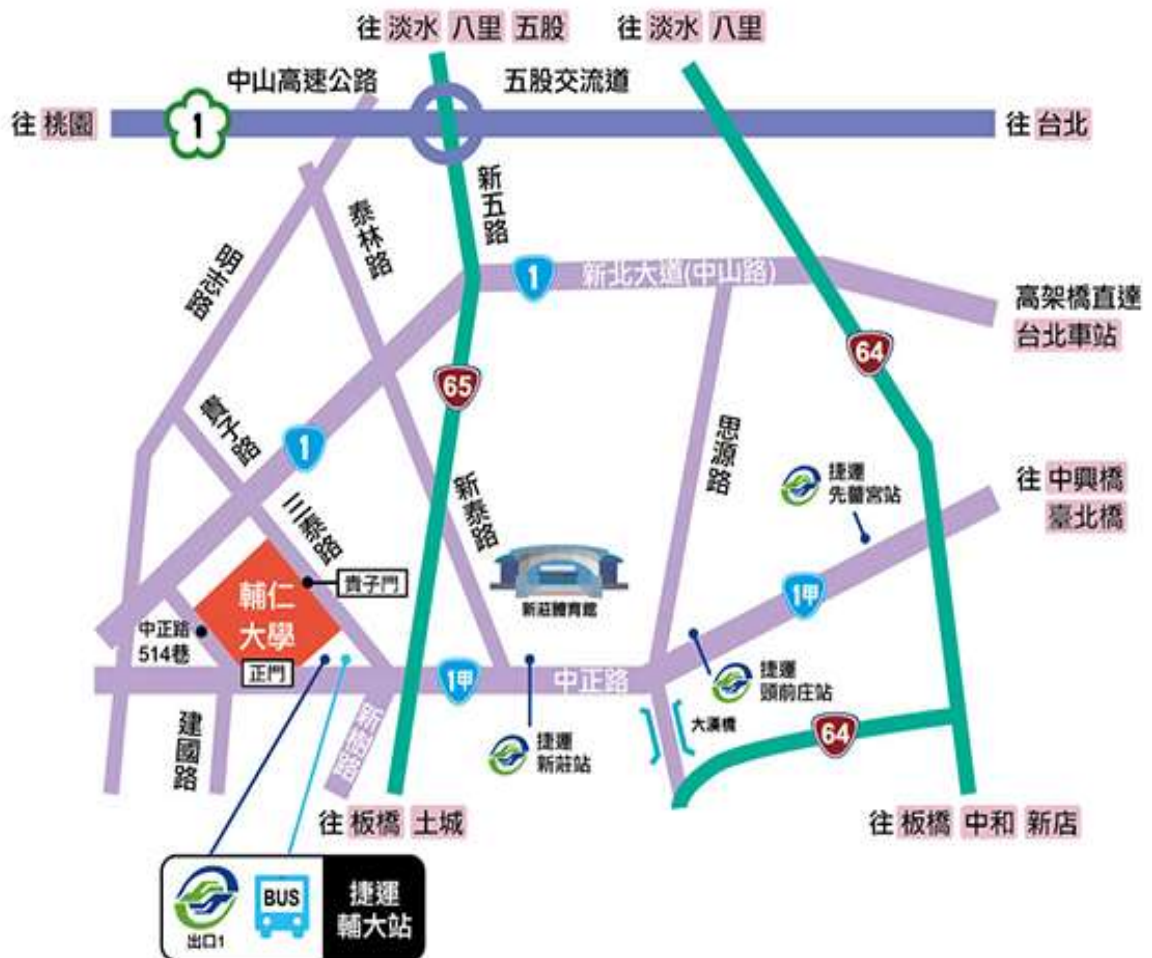 往 淡水 八里 五股
往 淡水 八里
中山高速公路
五股交流道
往 桃園
1
往 台北
新五路
泰林路
明志路
1
新北大道(中山路)
高架橋直達
台北車站
64
65
貴子路
1
思源路
新泰路
捷運
先嗇宮站
往 中興橋
臺北橋
三泰路
貴子門
輔仁
大學
新莊體育館
1甲
中正路
514巷
正門
1甲
中正路
捷運
頭前庄站
建國路
捷運
新莊站
大漢橋
64
往 板橋 土城
往 板橋 中和 新店
BUS
出口1
捷運
輔大站